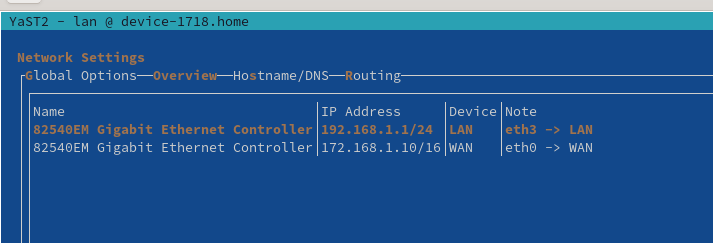 YaST2 - lan @ device-1718.home
Network Settings
Global Options Overview Hostname/DNS Routing
Name IP Address Device Note
82540EM Gigabit Ethernet Controller 192.168.1.1/24 LAN eth3 -> LAN
82540EM Gigabit Ethernet Controller 172.168.1.10/16 WAN eth0 -> WAN